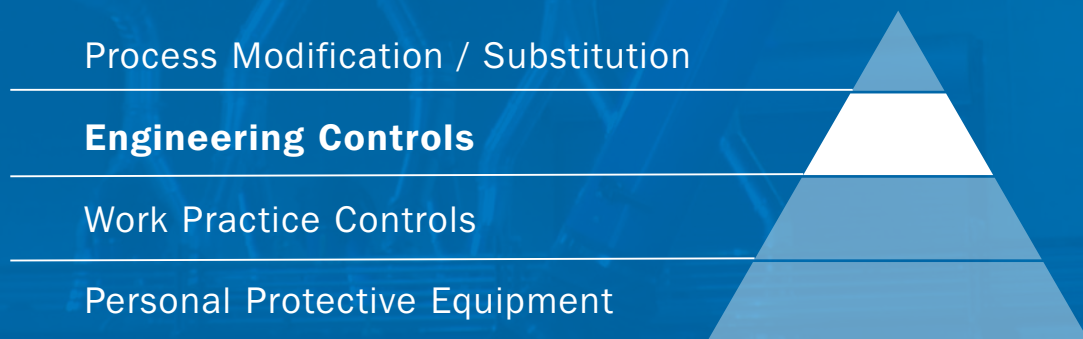 Process Modification / Substitution
Engineering Controls
Work Practice Controls
Personal Protective Equipment